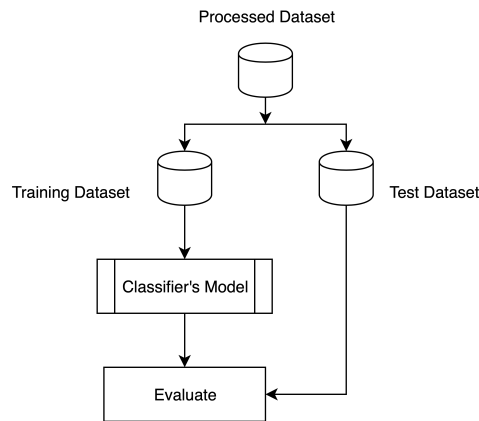 Processed Dataset
Training Dataset
Test Dataset
Classifier's Model
Evaluate